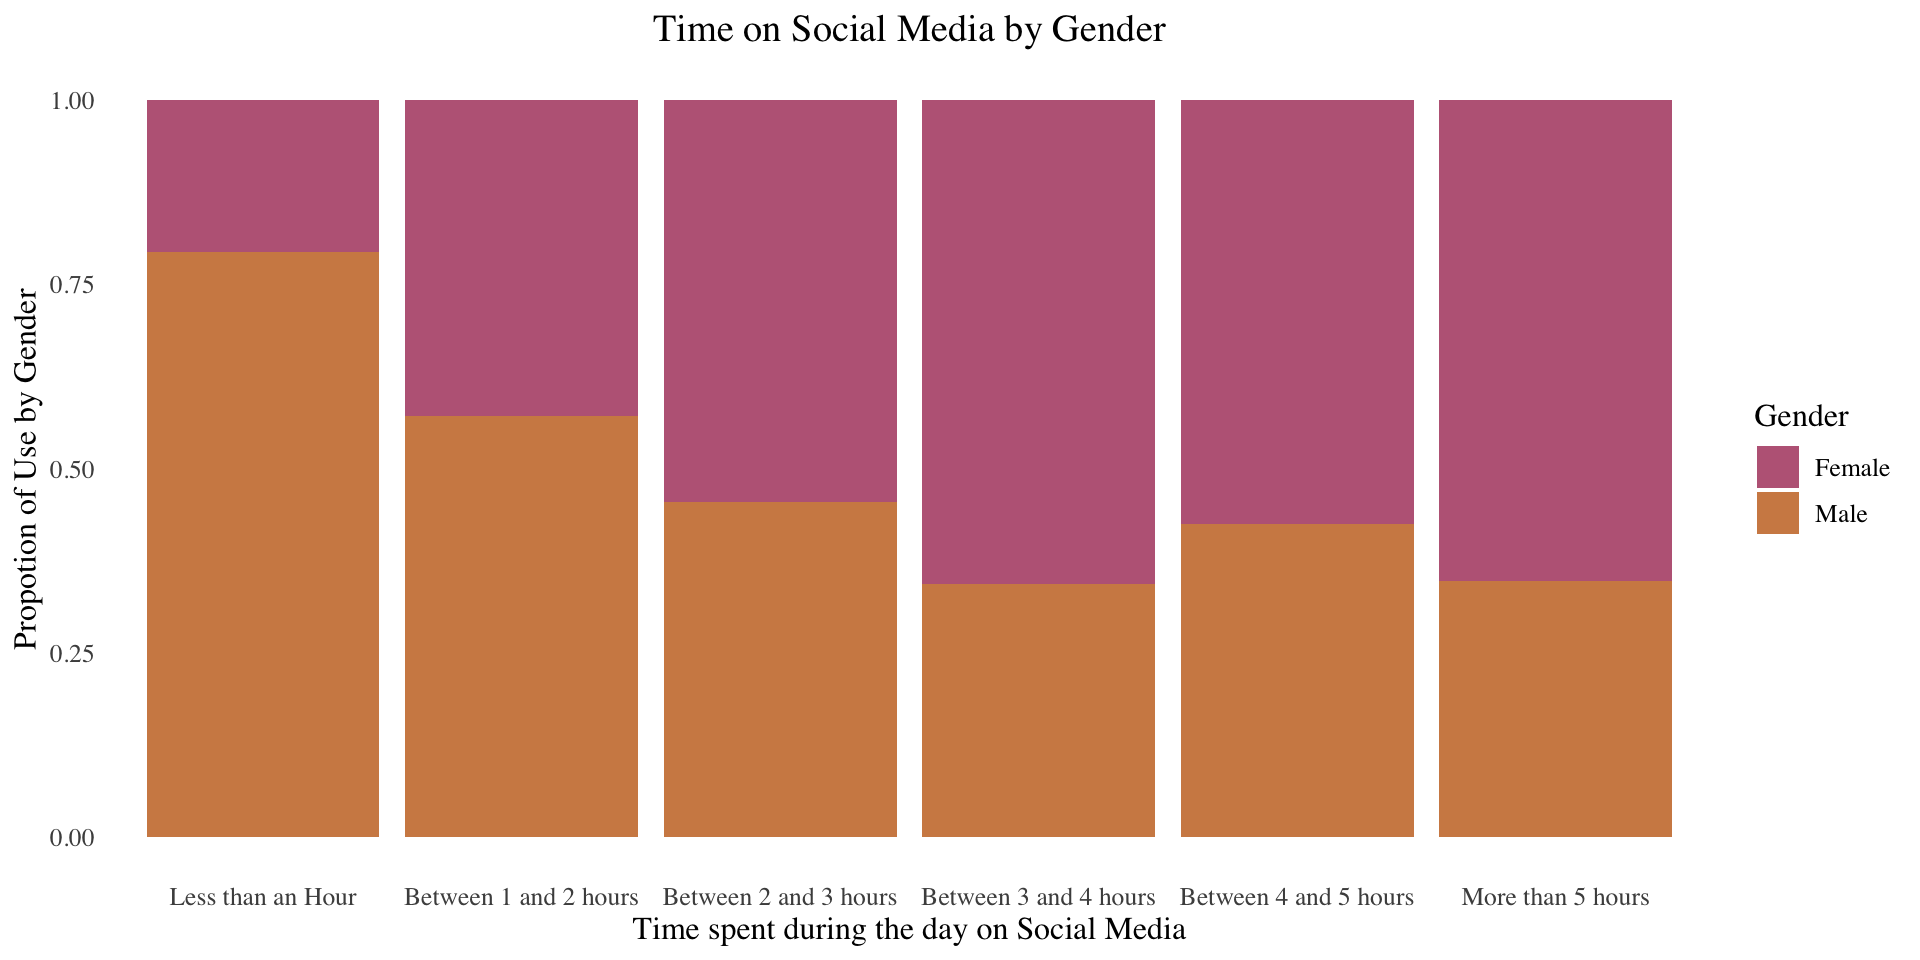 Time on Social Media by Gender
Propotion of Use by Gender
1.00
0.75
0.50
0.25
0.00
Less than an Hour
Between 1 and 2 hours
Between 2 and 3 hours
Between 3 and 4 hours
Between 4 and 5 hours
More than 5 hours
Time spent during the day on Social Media
Gender
Female
Male